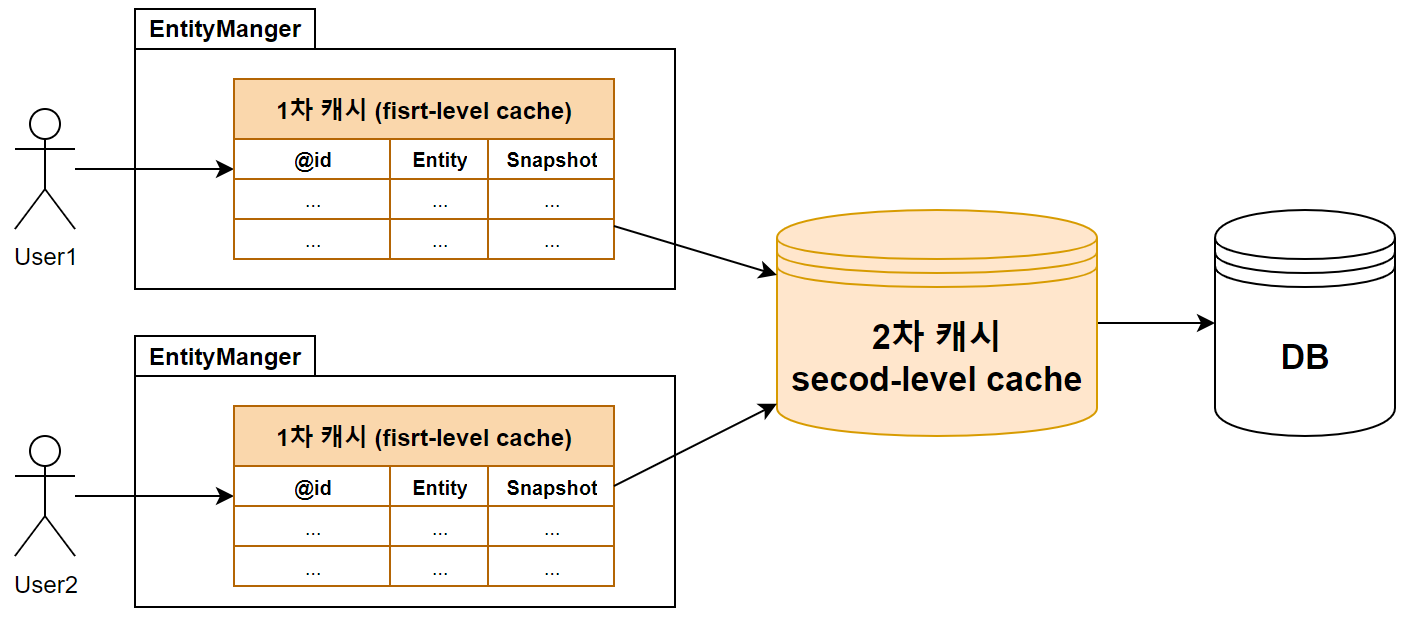 EntityManger
1차 캐시 (fisrt-level cache)
@id Entity Snapshot
... ... ...
... ... ...
User1
EntityManger
1차 캐시 (fisrt-level cache)
@id Entity Snapshot
... ... ...
... ... ...
User2
2차 캐시
secod-level cache
DB